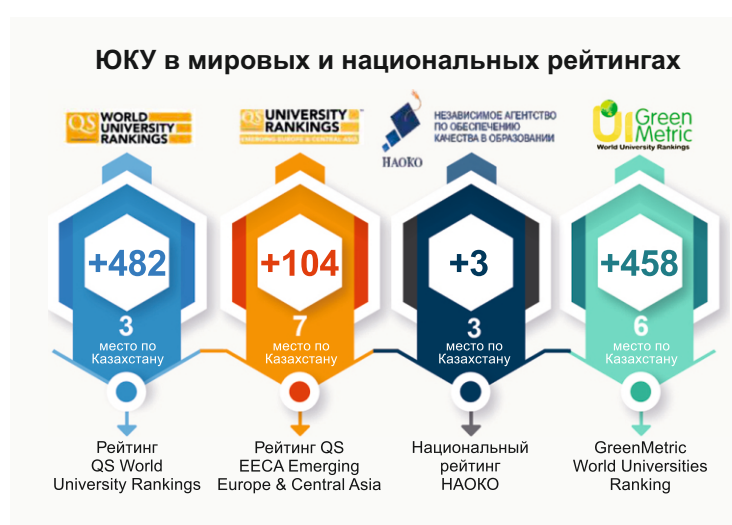 ЮКУ в мировых и национальных рейтингах
QS WORLD
UNIVERSITY
RANKINGS
QS UNIVERSITY
RANKINGS
EMERGING EUROPE & CENTRAL ASIA
НАОКО
НЕЗАВИСИМОЕ АГЕНТСТВО
ПО ОБЕСПЕЧЕНИЮ
КАЧЕСТВА В ОБРАЗОВАНИИ
UI Green
Metric
World University Rankings
+482
3
место по
Казахстану
Рейтинг
QS World
University Rankings
+104
7
место по
Казахстану
Рейтинг QS
EECA Emerging
Europe & Central Asia
+3
3
место по
Казахстану
Национальный
рейтинг
НАОКО
+458
6
место по
Казахстану
GreenMetric
World Universities
Ranking